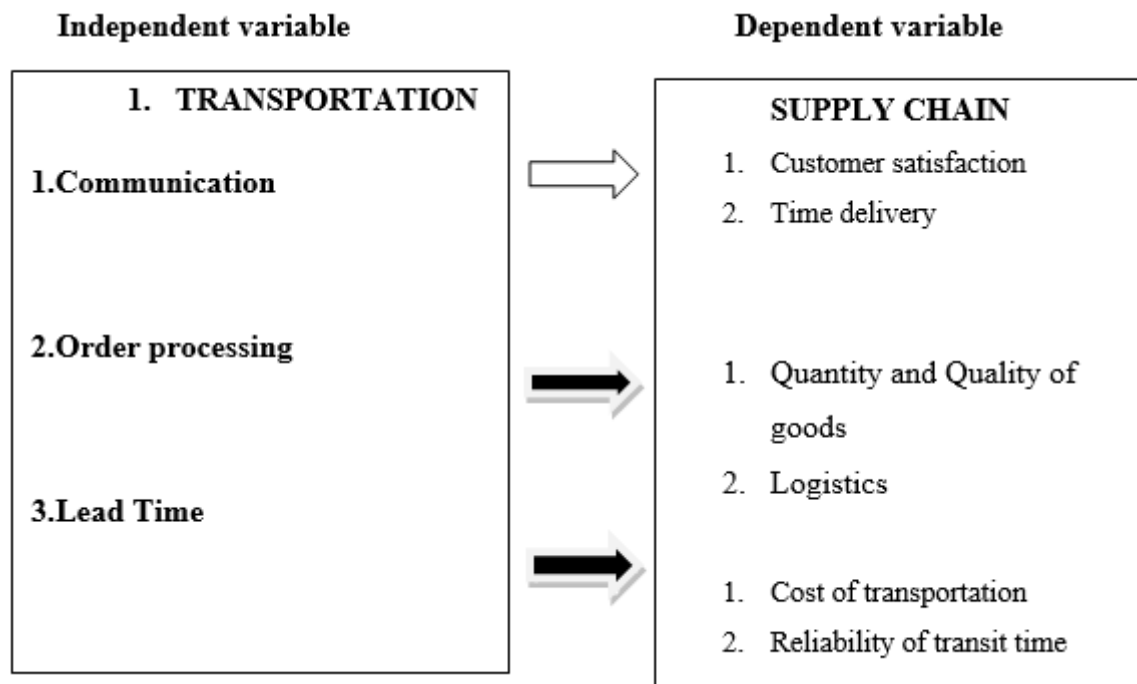 Independent variable
Dependent variable
1. TRANSPORTATION
1.Communication
2.Order processing
3.Lead Time
SUPPLY CHAIN
1. Customer satisfaction
2. Time delivery
1. Quantity and Quality of
goods
2. Logistics
1. Cost of transportation
2. Reliability of transit time